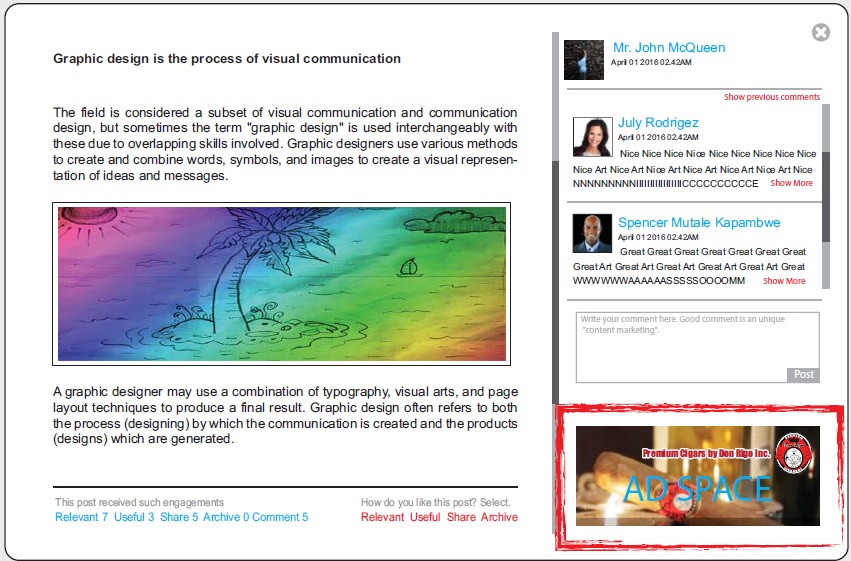 Graphic design is the process of visual communication
The field is considered a subset of visual communication and communication
design, but sometimes the term "graphic design" is used interchangeably with
these due to overlapping skills involved. Graphic designers use various methods
to create and combine words, symbols, and images to create a visual represen-
tation of ideas and messages.
A graphic designer may use a combination of typography, visual arts, and page
layout techniques to produce a final result. Graphic design often refers to both
the process (designing) by which the communication is created and the products
(designs) which are generated.
This post received such engagements
Relevant 7 Useful 3 Share 5 Archive 0 Comment 5
How do you like this post? Select.
Relevant Useful Share Archive
Mr. John McQueen
April 01 2016 02.42AM
Show previous comments
July Rodrigez
April 01 2016 02.42AM
Nice Nice Nice Nice Nice Nice Nice Nice Nice
Nice Art Nice Art Nice Art Nice Art Nice Art Nice
NNNNNNNNNIIIIIIIIIIIIIIIIIICCCCCCCCCCE Show More
Spencer Mutale Kapambwe
April 01 2016 02.42AM
Great Great Great Great Great Great Great
Great Art Great Art Great Art Great Art Great Art Great
WWWWWWAAAAAASSSSSOOOOMM Show More
Write your comment here. Good comment is an unique
"content marketing".
Post
Premium Cigars by Don Rigo Inc.
AD SPACE